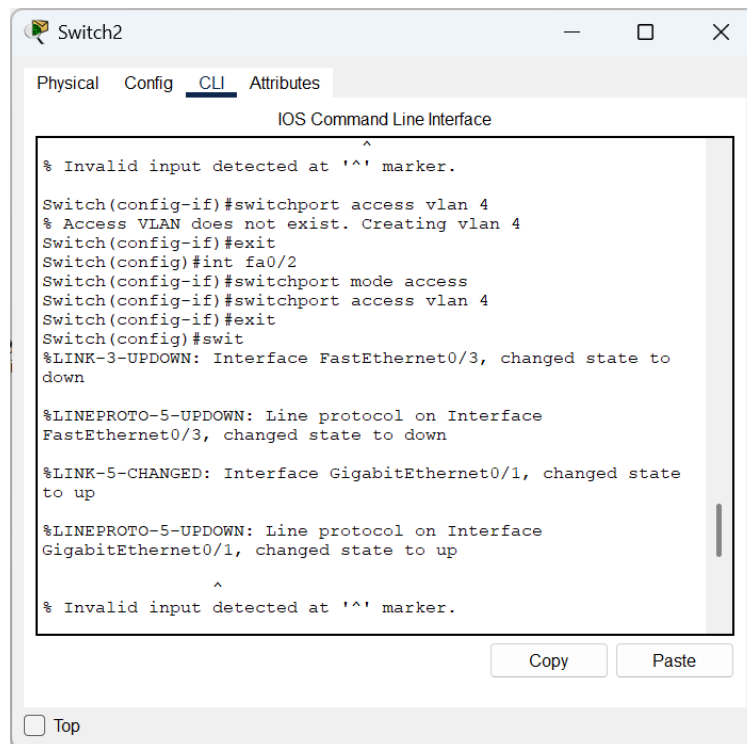 Switch2
Physical Config CLI Attributes
IOS Command Line Interface
^
% Invalid input detected at '^' marker.
Switch(config-if)#switchport access vlan 4
% Access VLAN does not exist. Creating vlan 4
Switch(config-if)#exit
Switch(config)#int fa0/2
Switch(config-if)#switchport mode access
Switch(config-if)#switchport access vlan 4
Switch(config-if)#exit
Switch(config)#swit
%LINK-3-UPDOWN: Interface FastEthernet0/3, changed state to
down
%LINEPROTO-5-UPDOWN: Line protocol on Interface
FastEthernet0/3, changed state to down
%LINK-5-CHANGED: Interface GigabitEthernet0/1, changed state
to up
%LINEPROTO-5-UPDOWN: Line protocol on Interface
GigabitEthernet0/1, changed state to up
^
% Invalid input detected at '^' marker.
Copy Paste
Top